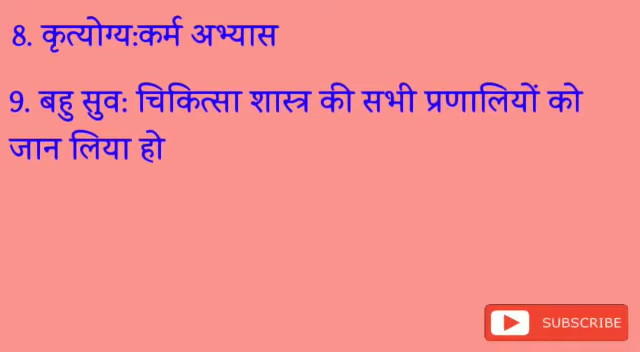 8. कृत्योग्य:कर्म अभ्यास
9. बहु सुव: चिकित्सा शास्त्र की सभी प्रणालियों को
जान लिया हो
SUBSCRIBE